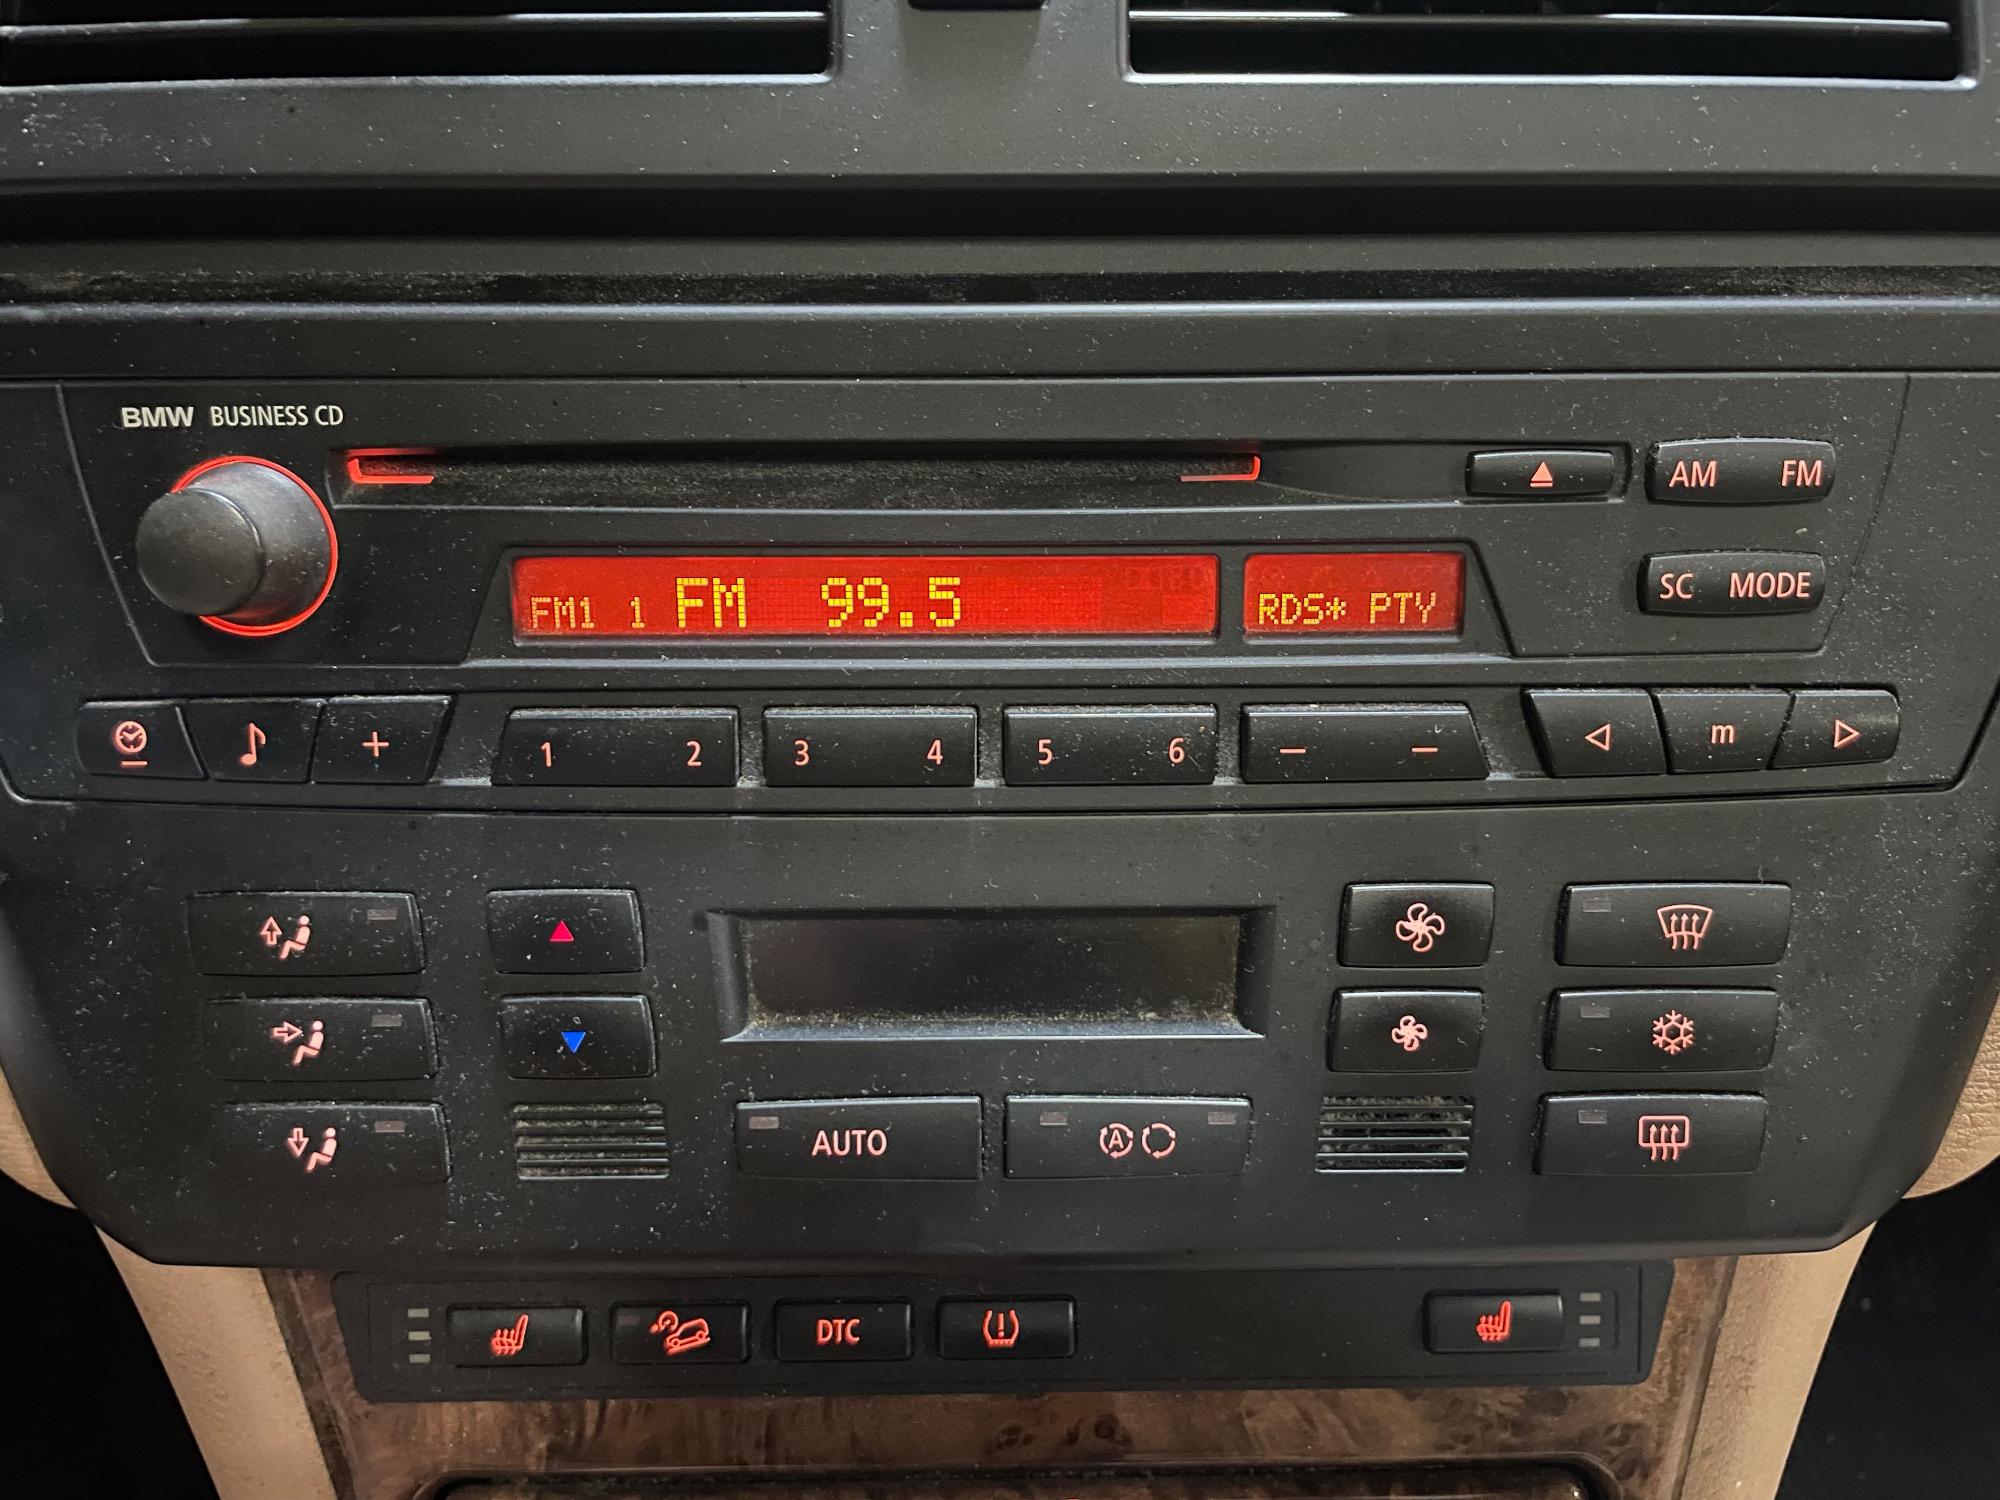 BMW BUSINESS CD
AM FM
FM1 1 FM 99.5 RDS* PTY
SC MODE
1 2 3 4 5 6 m
AUTO A
DTC